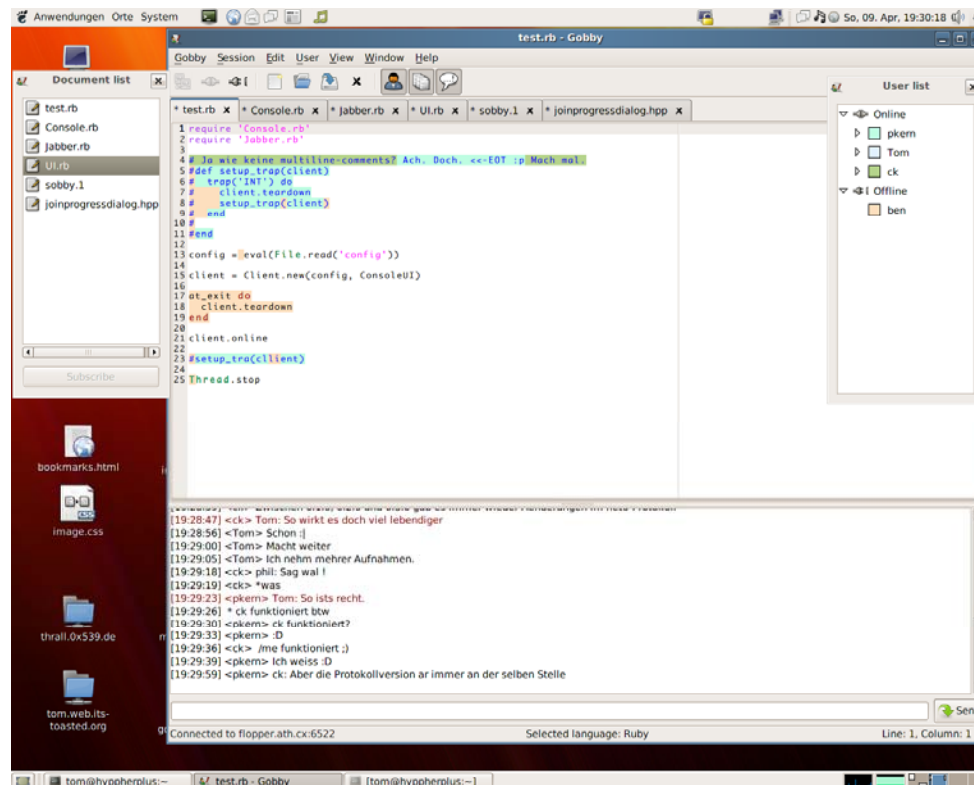 Anwendungen Orte System
So, 09. Apr, 19:30:18
test.rb - Gobby
Gobby Session Edit User View Window Help
Document list
test.rb
Console.rb
Jabber.rb
UI.rb
sobby.1
joinprogressdialog.hpp
Subscribe
* test.rb x * Console.rb x * Jabber.rb x * UI.rb x * sobby.1 x * joinprogressdialog.hpp x
1 require 'Console.rb'
2 require 'Jabber.rb'
3
4 # Ja wie keine multiline-comments? Ach. Doch. <<-EOT :p Mach mal.
5 #def setup_trap(client)
6 #  trap('INT') do
7 #    client.teardown
8 #    setup_trap(client)
9 #  end
10 #
11 #end
12
13 config = eval(File.read('config'))
14
15 client = Client.new(config, ConsoleUI)
16
17 at_exit do
18   client.teardown
19 end
20
21 client.online
22
23 #setup_tra(cllient)
24
25 Thread.stop
User list
Online
pkern
Tom
ck
Offline
ben
[19:28:47] <ck> Tom: So wirkt es doch viel lebendiger
[19:28:56] <Tom> Schon :|
[19:29:00] <Tom> Macht weiter
[19:29:05] <Tom> Ich nehm mehrer Aufnahmen.
[19:29:18] <ck> phil: Sag wal !
[19:29:19] <ck> *was
[19:29:23] <pkern> Tom: So ists recht.
[19:29:26] * ck funktioniert btw
[19:29:30] <pkern> ck funktioniert?
[19:29:33] <pkern> :D
[19:29:36] <ck> /me funktioniert ;)
[19:29:39] <pkern> Ich weiss :D
[19:29:59] <pkern> ck: Aber die Protokollversion ar immer an der selben Stelle
Sen
Connected to flopper.ath.cx:6522
Selected language: Ruby
Line: 1, Column: 1
bookmarks.html
image.css
thrall.0x539.de
tom.web.its-
toasted.org
tom@hyppherplus:~
test.rb - Gobby
[tom@hyppherplus:~]